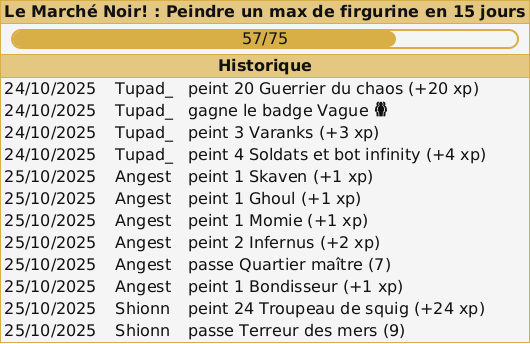 Le Marché Noir! : Peindre un max de firgurine en 15 jours
57/75
Historique
24/10/2025 Tupad_ peint 20 Guerrier du chaos (+20 xp)
24/10/2025 Tupad_ gagne le badge Vague
24/10/2025 Tupad_ peint 3 Varanks (+3 xp)
24/10/2025 Tupad_ peint 4 Soldats et bot infinity (+4 xp)
25/10/2025 Angest peint 1 Skaven (+1 xp)
25/10/2025 Angest peint 1 Ghoul (+1 xp)
25/10/2025 Angest peint 1 Momie (+1 xp)
25/10/2025 Angest peint 2 Infernus (+2 xp)
25/10/2025 Angest passe Quartier maître (7)
25/10/2025 Angest peint 1 Bondisseur (+1 xp)
25/10/2025 Shionn peint 24 Troupeau de squig (+24 xp)
25/10/2025 Shionn passe Terreur des mers (9)